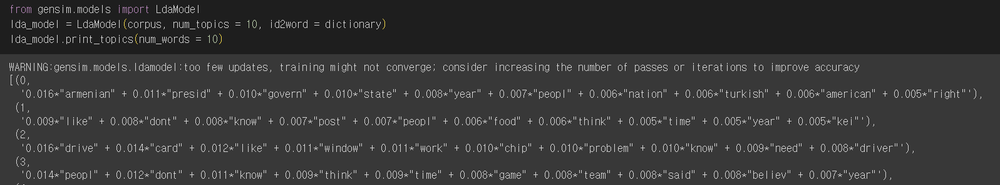 from gensim.models import LdaModel
lda_model = LdaModel(corpus, num_topics = 10, id2word = dictionary)
lda_model.print_topics(num_words = 10)
WARNING:gensim.models.ldamodel:too few updates, training might not converge; consider increasing the number of passes or iterations to improve accuracy
[(0,
'0.016*"armenian" + 0.011*"presid" + 0.010*"govern" + 0.010*"state" + 0.008*"year" + 0.007*"peopl" + 0.006*"nation" + 0.006*"turkish" + 0.006*"american" + 0.005*"right"'),
(1,
'0.009*"like" + 0.008*"dont" + 0.008*"know" + 0.007*"post" + 0.007*"peopl" + 0.006*"food" + 0.006*"think" + 0.005*"time" + 0.005*"year" + 0.005*"kei"'),
(2,
'0.016*"drive" + 0.014*"card" + 0.012*"like" + 0.011*"window" + 0.011*"work" + 0.010*"chip" + 0.010*"problem" + 0.010*"know" + 0.009*"need" + 0.008*"driver"'),
(3,
'0.014*"peopl" + 0.012*"dont" + 0.011*"know" + 0.009*"think" + 0.009*"time" + 0.008*"game" + 0.008*"team" + 0.008*"said" + 0.008*"believ" + 0.007*"year"'),